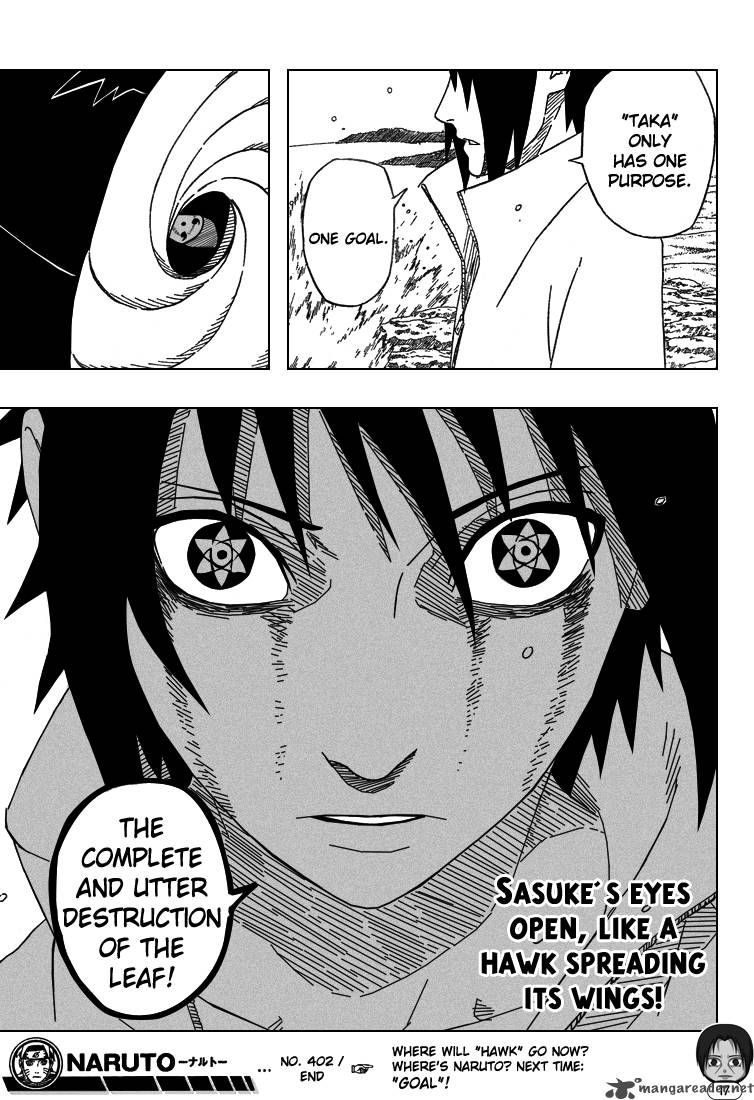 "TAKA"
ONLY
HAS ONE
PURPOSE.
ONE GOAL.
THE
COMPLETE
AND UTTER
DESTRUCTION
OF THE
LEAF!
SASUKE'S EYES
OPEN, LIKE A
HAWK SPREADING
ITS WINGS!
NARUTO —ナルト—
... NO. 402 /
END
☞ WHERE WILL "HAWK" GO NOW?
WHERE'S NARUTO? NEXT TIME:
"GOAL"!
17
mangareader.net